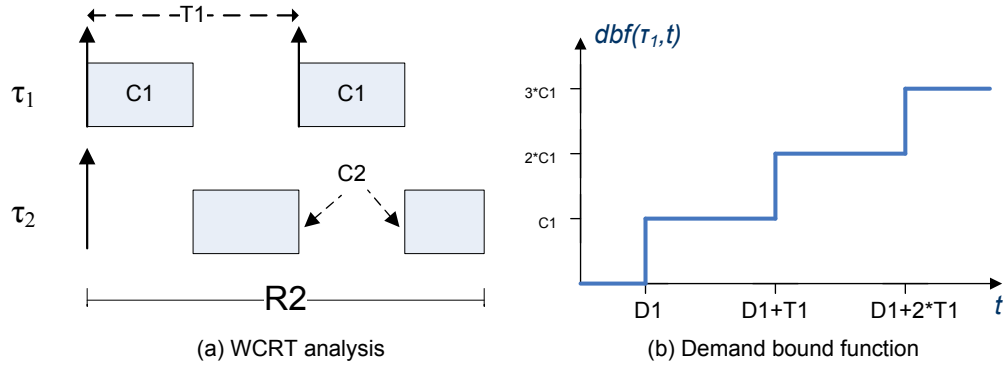 T1
τ1
C1
C1
τ2
C2
R2
(a) WCRT analysis
dbf(τ1,t)
3*C1
2*C1
C1
D1
D1+T1
D1+2*T1
t
(b) Demand bound function